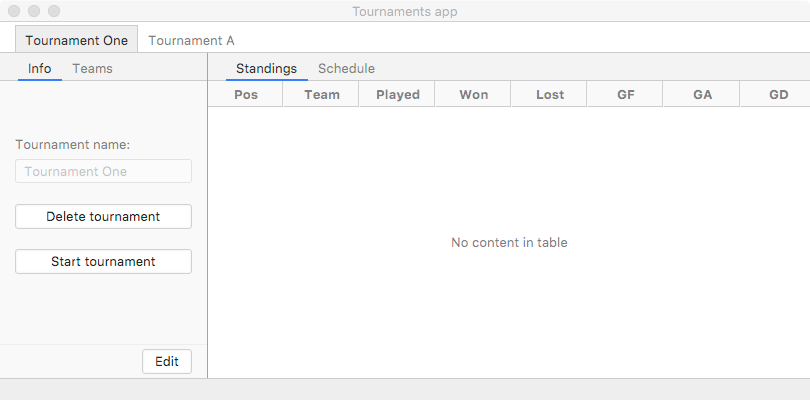 Tournaments app
Tournament One Tournament A
Info Teams
Standings Schedule
Pos Team Played Won Lost GF GA GD
Tournament name:
Tournament One
Delete tournament
Start tournament
No content in table
Edit